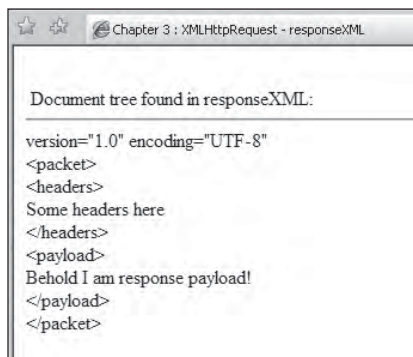 Chapter 3 : XMLHttpRequest - responseXML
Document tree found in responseXML:
version="1.0" encoding="UTF-8"
<packet>
<headers>
Some headers here
</headers>
<payload>
Behold I am response payload!
</payload>
</packet>